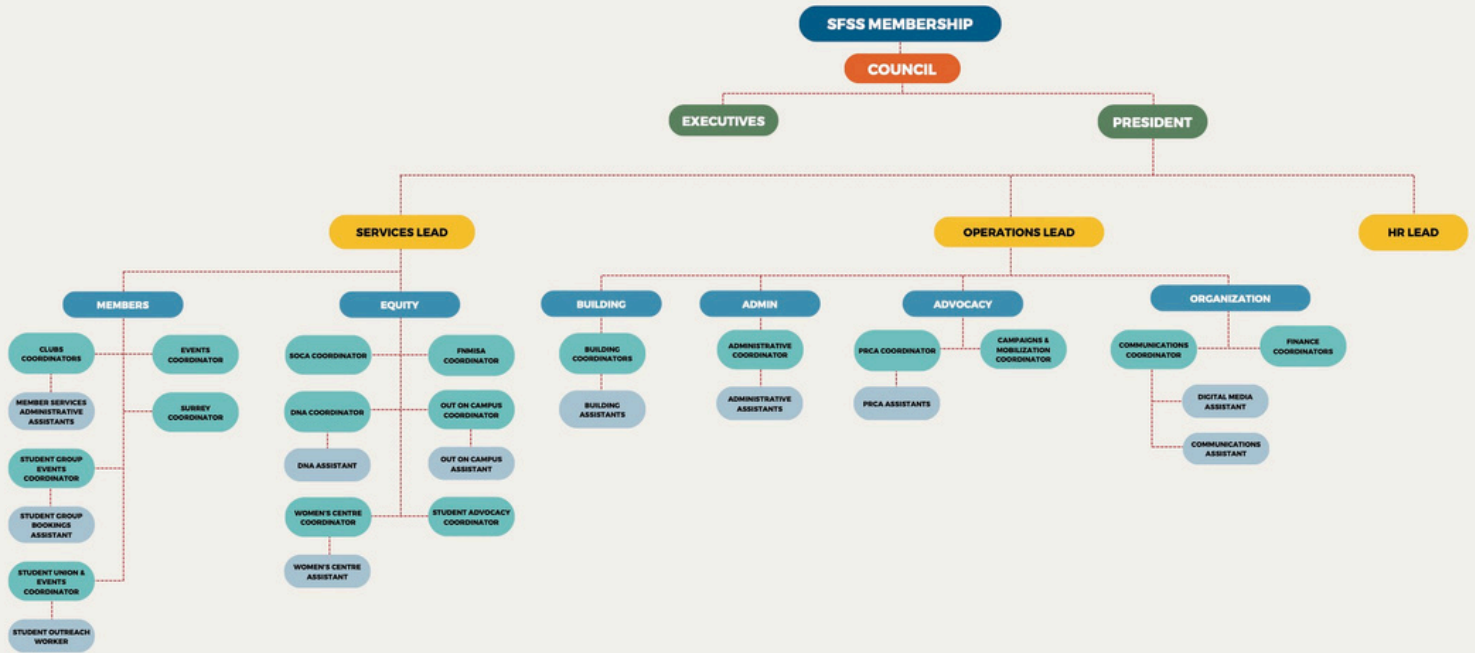 SFSS MEMBERSHIP
COUNCIL
EXECUTIVES
PRESIDENT
SERVICES LEAD
OPERATIONS LEAD
HR LEAD
MEMBERS
EQUITY
BUILDING
ADMIN
ADVOCACY
ORGANIZATION
CLUBS
COORDINATORS
EVENTS
COORDINATOR
MEMBER SERVICES
ADMINISTRATIVE
ASSISTANTS
SURREY
COORDINATOR
STUDENT GROUP
EVENTS
COORDINATOR
STUDENT GROUP
BOOKINGS
ASSISTANT
STUDENT UNION &
EVENTS
COORDINATOR
STUDENT OUTREACH
WORKER
SOCA COORDINATOR
FNMISA
COORDINATOR
DNA COORDINATOR
OUT ON CAMPUS
COORDINATOR
DNA ASSISTANT
OUT ON CAMPUS
ASSISTANT
WOMEN'S CENTRE
COORDINATOR
STUDENT ADVOCACY
COORDINATOR
WOMEN'S CENTRE
ASSISTANT
BUILDING
COORDINATORS
BUILDING
ASSISTANTS
ADMINISTRATIVE
COORDINATOR
ADMINISTRATIVE
ASSISTANTS
PRCA COORDINATOR
CAMPAIGNS &
MOBILIZATION
COORDINATOR
PRCA ASSISTANTS
COMMUNICATIONS
COORDINATOR
FINANCE
COORDINATORS
DIGITAL MEDIA
ASSISTANT
COMMUNICATIONS
ASSISTANT